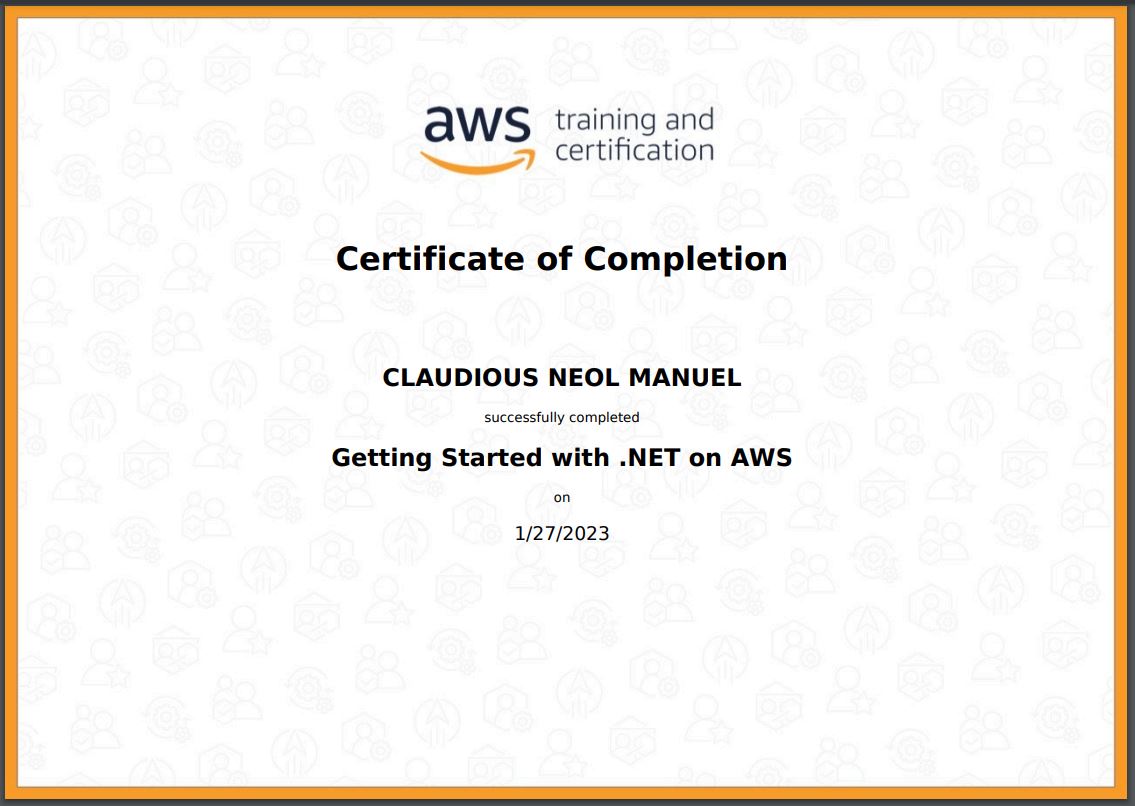 aws training and
certification
Certificate of Completion
CLAUDIOUS NEOL MANUEL
successfully completed
Getting Started with .NET on AWS
on
1/27/2023